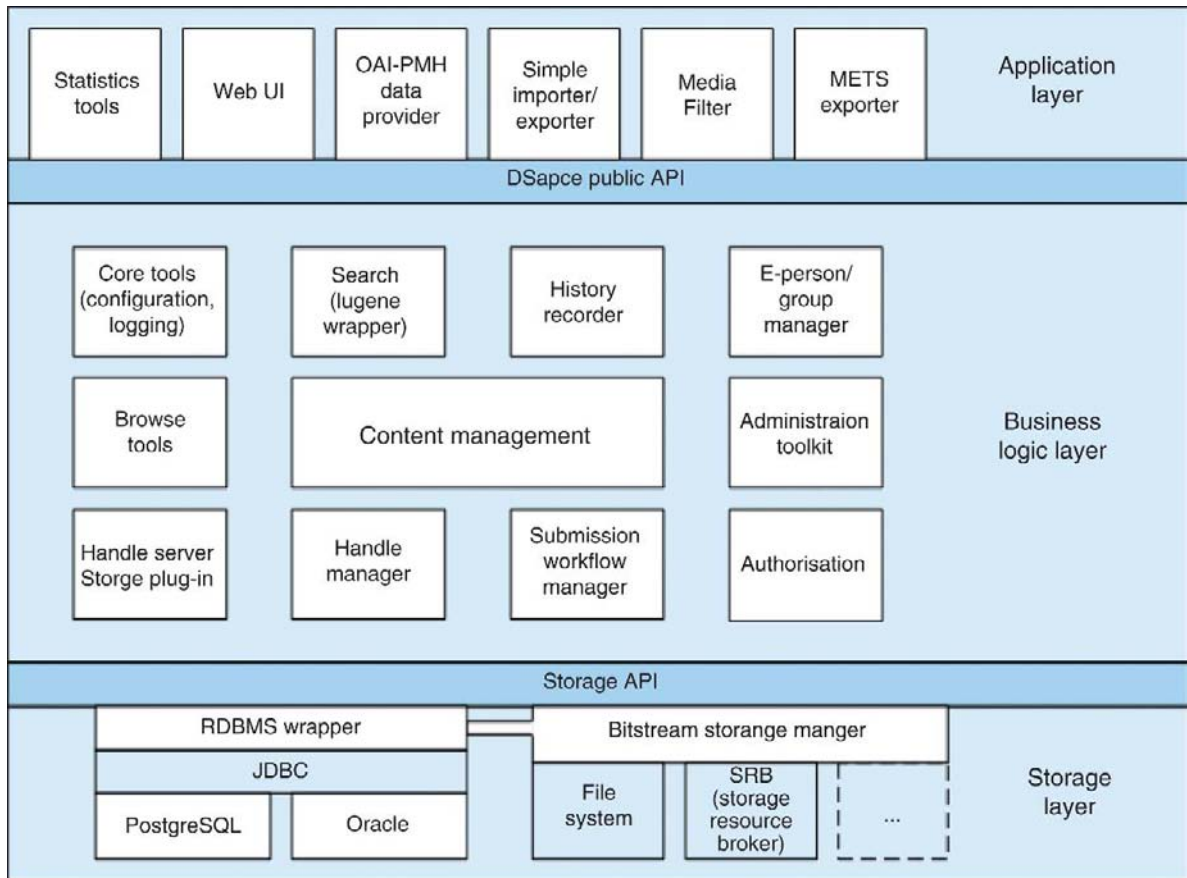 Statistics
tools
Web UI
OAI-PMH
data
provider
Simple
importer/
exporter
Media
Filter
METS
exporter
Application
layer
DSapce public API
Core tools
(configuration,
logging)
Search
(lugene
wrapper)
History
recorder
E-person/
group
manager
Browse
tools
Content management
Administraion
toolkit
Business
logic layer
Handle server
Storge plug-in
Handle
manager
Submission
workflow
manager
Authorisation
Storage API
RDBMS wrapper
Bitstream storange manger
JDBC
PostgreSQL
Oracle
File
system
SRB
(storage
resource
broker)
...
Storage
layer